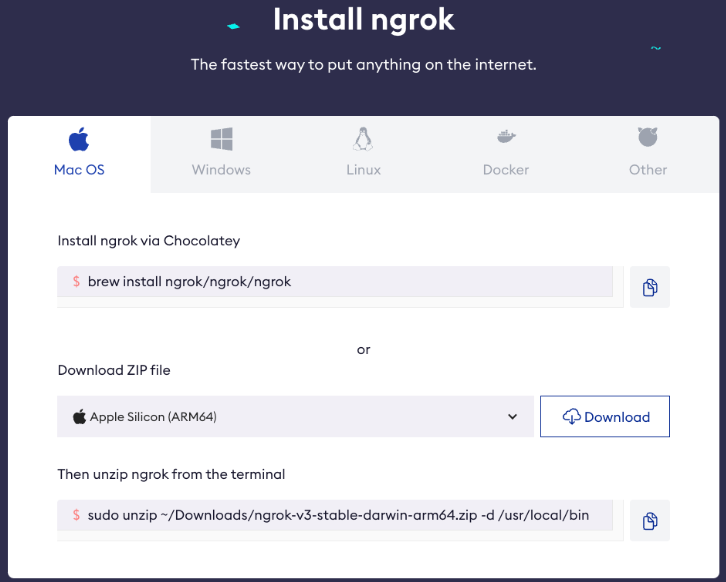 Install ngrok
The fastest way to put anything on the internet.
Mac OS
Windows
Linux
Docker
Other
Install ngrok via Chocolatey
$ brew install ngrok/ngrok/ngrok
or
Download ZIP file
Apple Silicon (ARM64)
Download
Then unzip ngrok from the terminal
$ sudo unzip ~/Downloads/ngrok-v3-stable-darwin-arm64.zip -d /usr/local/bin